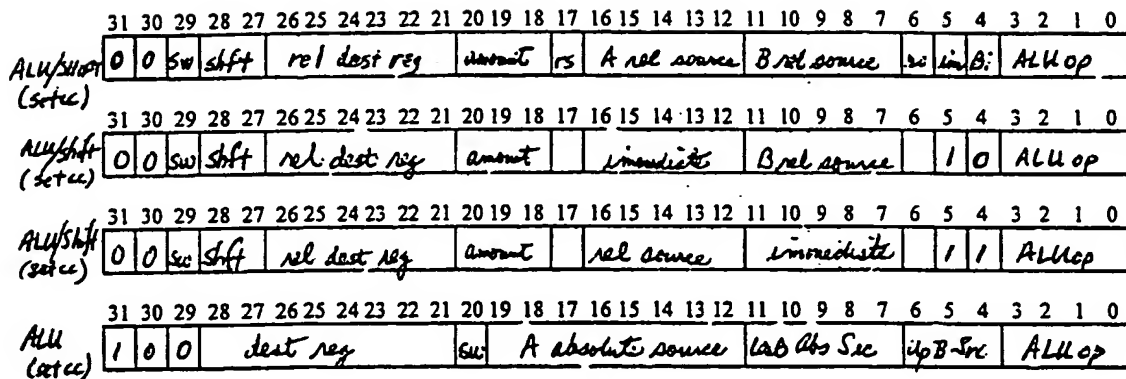 31 30 29 28 27 26 25 24 23 22 21 20 19 18 17 16 15 14 13 12 11 10 9 8 7 6 5 4 3 2 1 0
ALU/Shft 0 0 sw shft rel dest reg amount rs A rel source B rel source im Bi ALU op
(setcc)
31 30 29 28 27 26 25 24 23 22 21 20 19 18 17 16 15 14 13 12 11 10 9 8 7 6 5 4 3 2 1 0
ALU/Shft 0 0 sw shft rel dest reg amount immediate B rel source 1 0 ALU op
(setcc)
31 30 29 28 27 26 25 24 23 22 21 20 19 18 17 16 15 14 13 12 11 10 9 8 7 6 5 4 3 2 1 0
ALU/Shft 0 0 sw shft rel dest reg amount rel source immediate 1 1 ALUop
(setcc)
31 30 29 28 27 26 25 24 23 22 21 20 19 18 17 16 15 14 13 12 11 10 9 8 7 6 5 4 3 2 1 0
ALU 1 0 0 dest reg sw A absolute source Abs Src B-Src ALU op
(setcc)